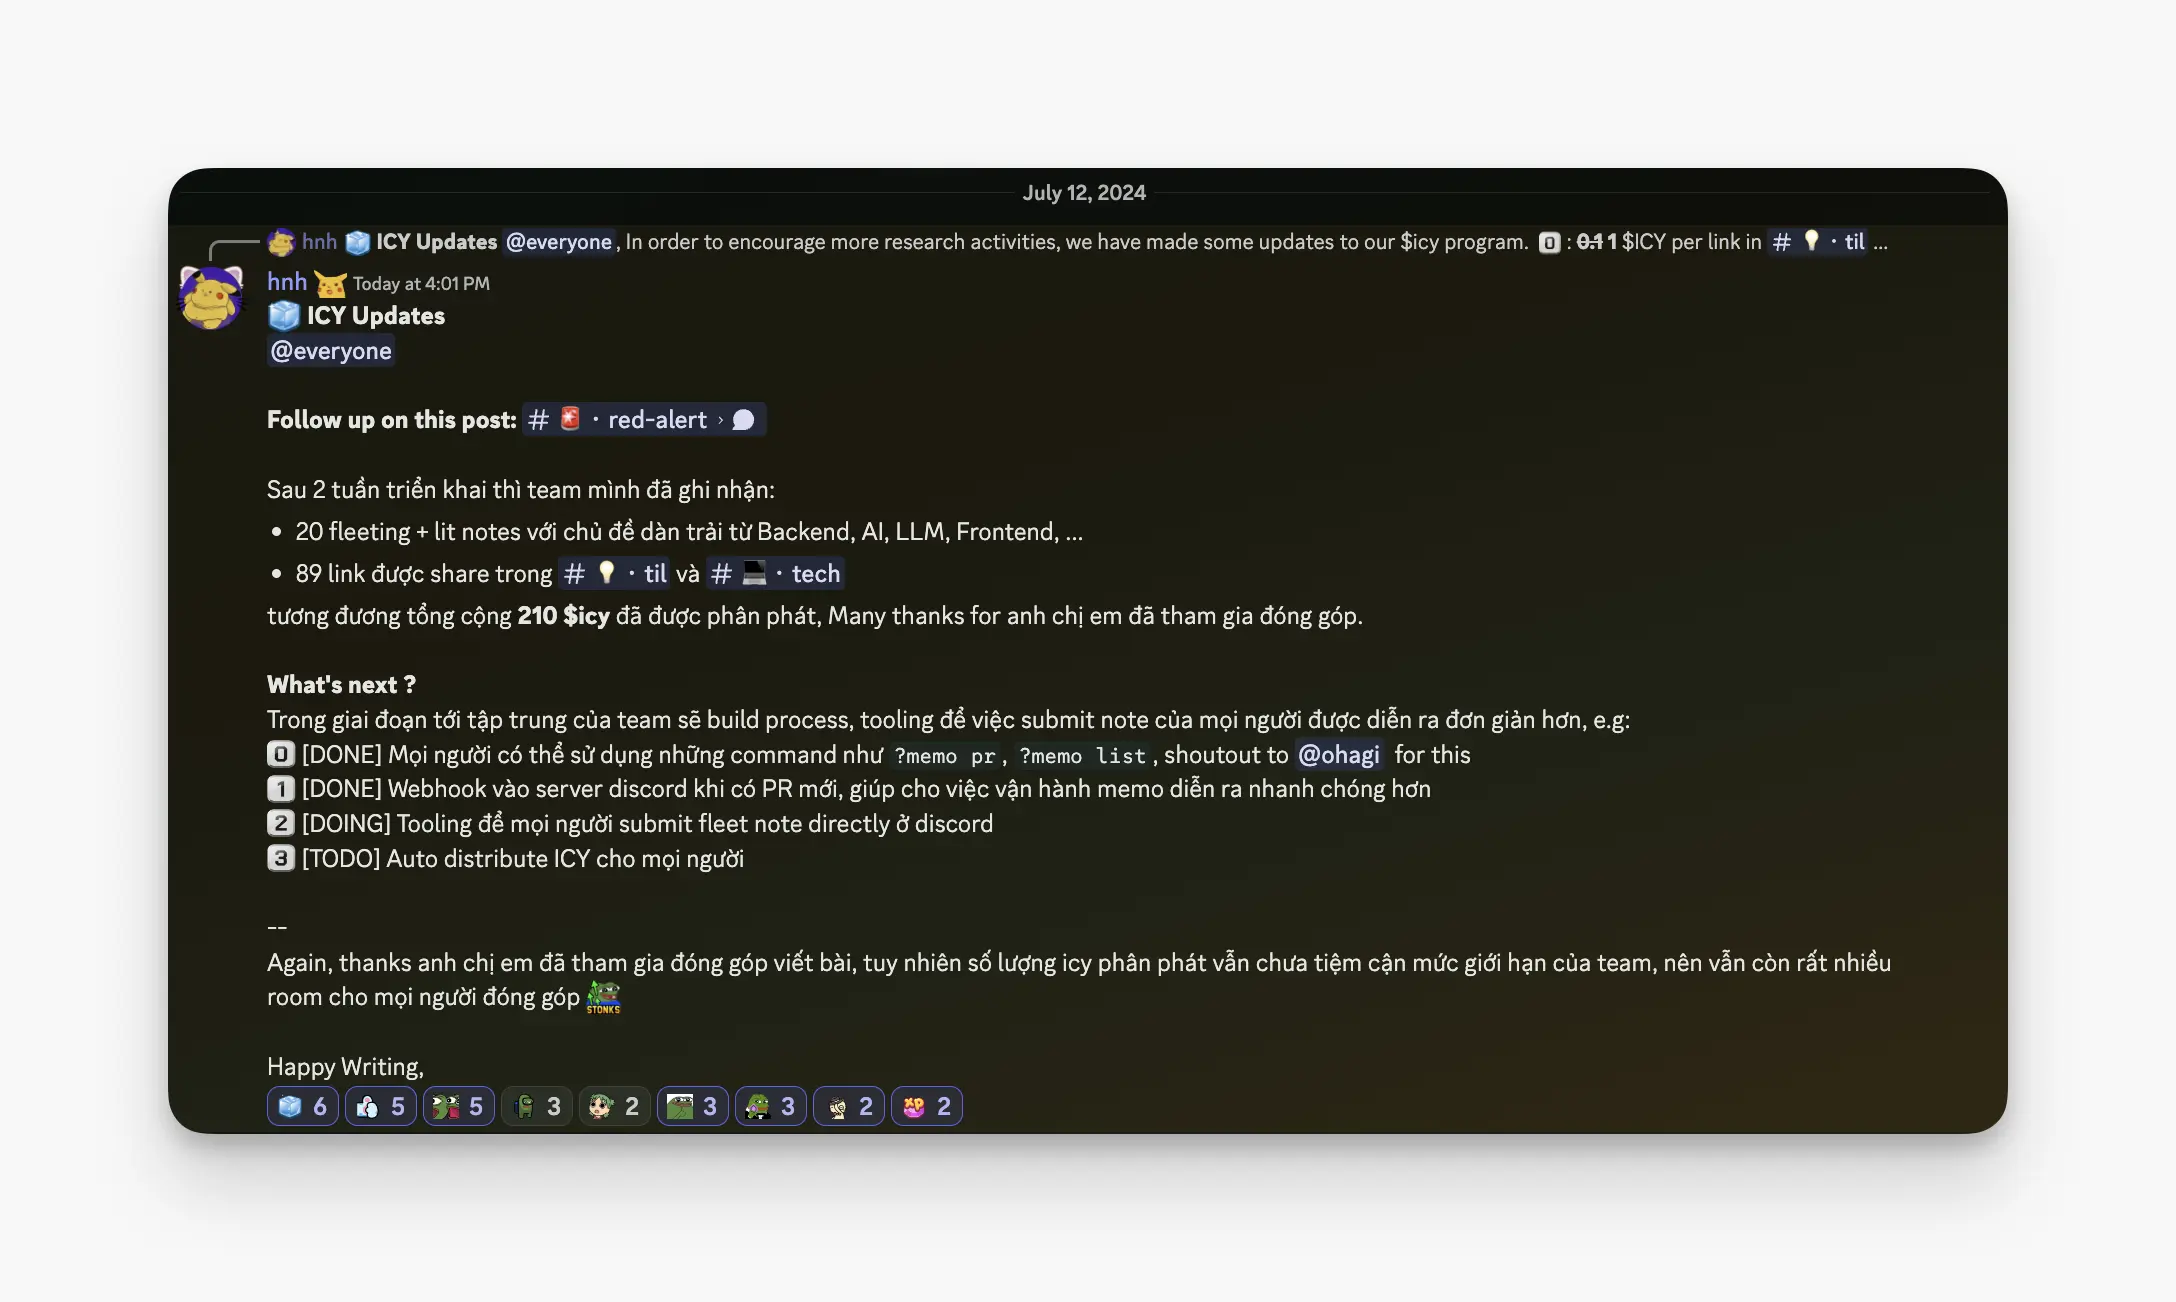 July 12, 2024
hnh ICY Updates @everyone, In order to encourage more research activities, we have made some updates to our $icy program. 0 : 0.1 1 $ICY per link in # · til ...
hnh Today at 4:01 PM
ICY Updates
@everyone
Follow up on this post: # · red-alert ›
Sau 2 tuần triển khai thì team mình đã ghi nhận:
• 20 fleeting + lit notes với chủ đề dàn trải từ Backend, AI, LLM, Frontend, ...
• 89 link được share trong # · til và # · tech
tương đương tổng cộng 210 $icy đã được phân phát, Many thanks for anh chị em đã tham gia đóng góp.
What's next ?
Trong giai đoạn tới tập trung của team sẽ build process, tooling để việc submit note của mọi người được diễn ra đơn giản hơn, e.g:
0 [DONE] Mọi người có thể sử dụng những command như ?memo pr, ?memo list, shoutout to @ohagi for this
1 [DONE] Webhook vào server discord khi có PR mới, giúp cho việc vận hành memo diễn ra nhanh chóng hơn
2 [DOING] Tooling để mọi người submit fleet note directly ở discord
3 [TODO] Auto distribute ICY cho mọi người
--
Again, thanks anh chị em đã tham gia đóng góp viết bài, tuy nhiên số lượng icy phân phát vẫn chưa tiệm cận mức giới hạn của team, nên vẫn còn rất nhiều
room cho mọi người đóng góp STONKS
Happy Writing,
6 5 5 3 2 3 3 2 XP 2